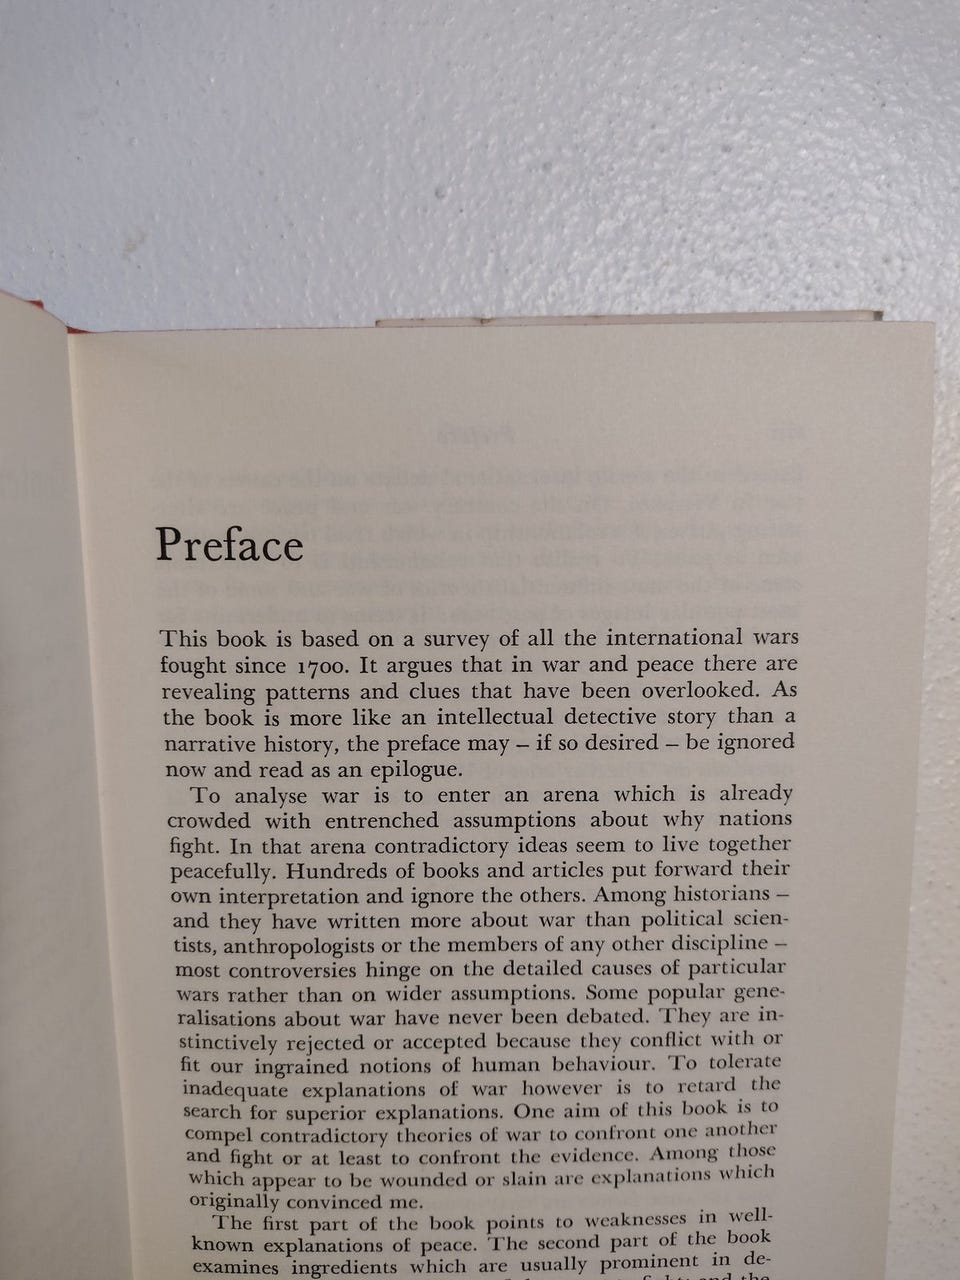 Preface
This book is based on a survey of all the international wars
fought since 1700. It argues that in war and peace there are
revealing patterns and clues that have been overlooked. As
the book is more like an intellectual detective story than a
narrative history, the preface may – if so desired – be ignored
now and read as an epilogue.
To analyse war is to enter an arena which is already
crowded with entrenched assumptions about why nations
fight. In that arena contradictory ideas seem to live together
peacefully. Hundreds of books and articles put forward their
own interpretation and ignore the others. Among historians –
and they have written more about war than political scien-
tists, anthropologists or the members of any other discipline –
most controversies hinge on the detailed causes of particular
wars rather than on wider assumptions. Some popular gene-
ralisations about war have never been debated. They are in-
stinctively rejected or accepted because they conflict with or
fit our ingrained notions of human behaviour. To tolerate
inadequate explanations of war however is to retard the
search for superior explanations. One aim of this book is to
compel contradictory theories of war to confront one another
and fight or at least to confront the evidence. Among those
which appear to be wounded or slain are explanations which
originally convinced me.
The first part of the book points to weaknesses in well-
known explanations of peace. The second part of the book
examines ingredients which are usually prominent in de-
and the